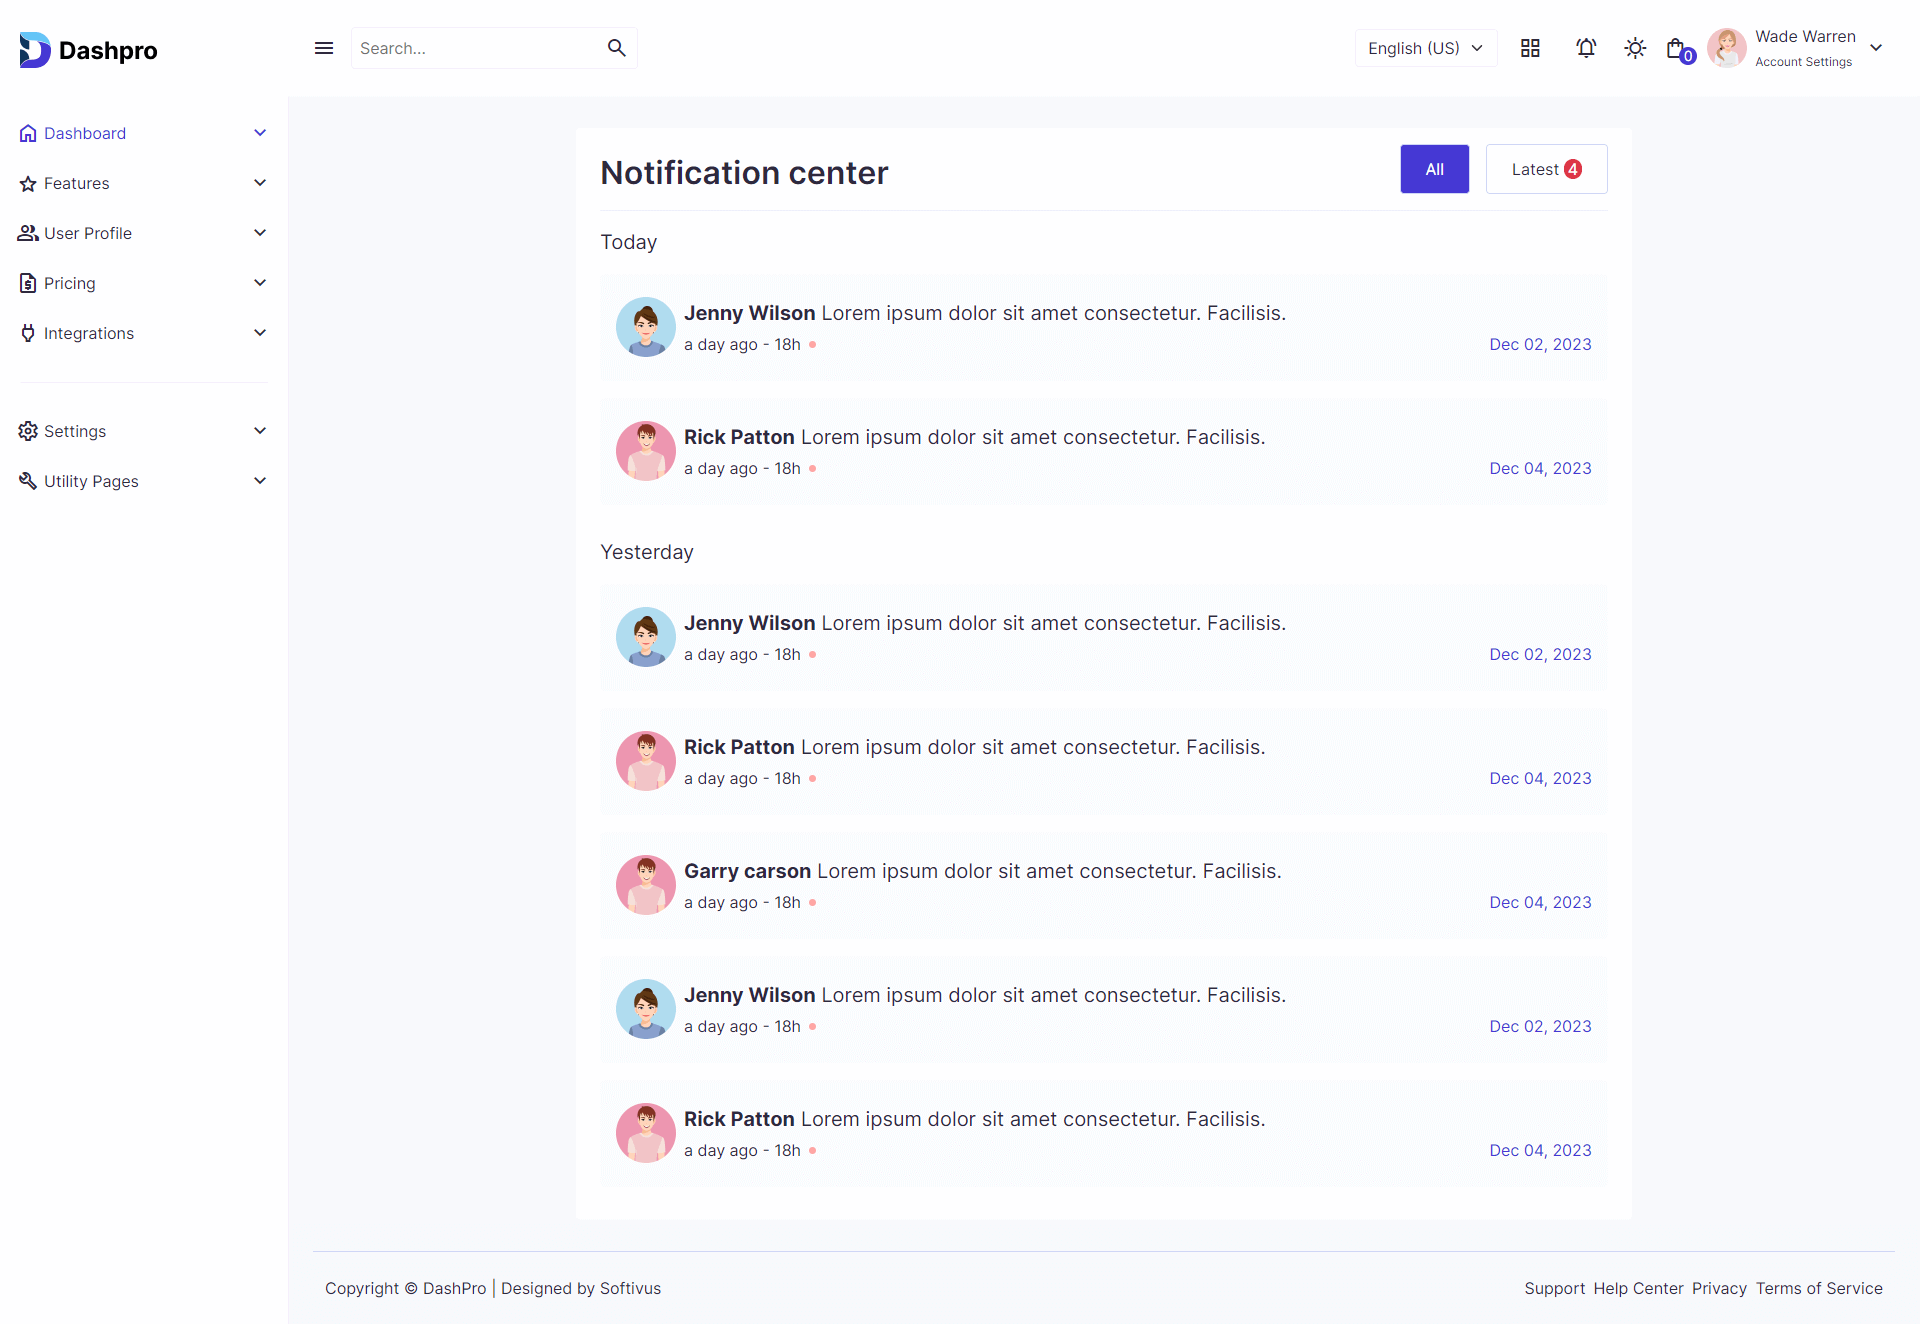 Dashpro
Search...
English (US)
0
Wade Warren
Account Settings
Dashboard
Features
User Profile
Pricing
Integrations
Settings
Utility Pages
Notification center
All
Latest 4
Today
Jenny Wilson Lorem ipsum dolor sit amet consectetur. Facilisis.
a day ago - 18h
Dec 02, 2023
Rick Patton Lorem ipsum dolor sit amet consectetur. Facilisis.
a day ago - 18h
Dec 04, 2023
Yesterday
Jenny Wilson Lorem ipsum dolor sit amet consectetur. Facilisis.
a day ago - 18h
Dec 02, 2023
Rick Patton Lorem ipsum dolor sit amet consectetur. Facilisis.
a day ago - 18h
Dec 04, 2023
Garry carson Lorem ipsum dolor sit amet consectetur. Facilisis.
a day ago - 18h
Dec 04, 2023
Jenny Wilson Lorem ipsum dolor sit amet consectetur. Facilisis.
a day ago - 18h
Dec 02, 2023
Rick Patton Lorem ipsum dolor sit amet consectetur. Facilisis.
a day ago - 18h
Dec 04, 2023
Copyright © DashPro | Designed by Softivus
Support Help Center Privacy Terms of Service